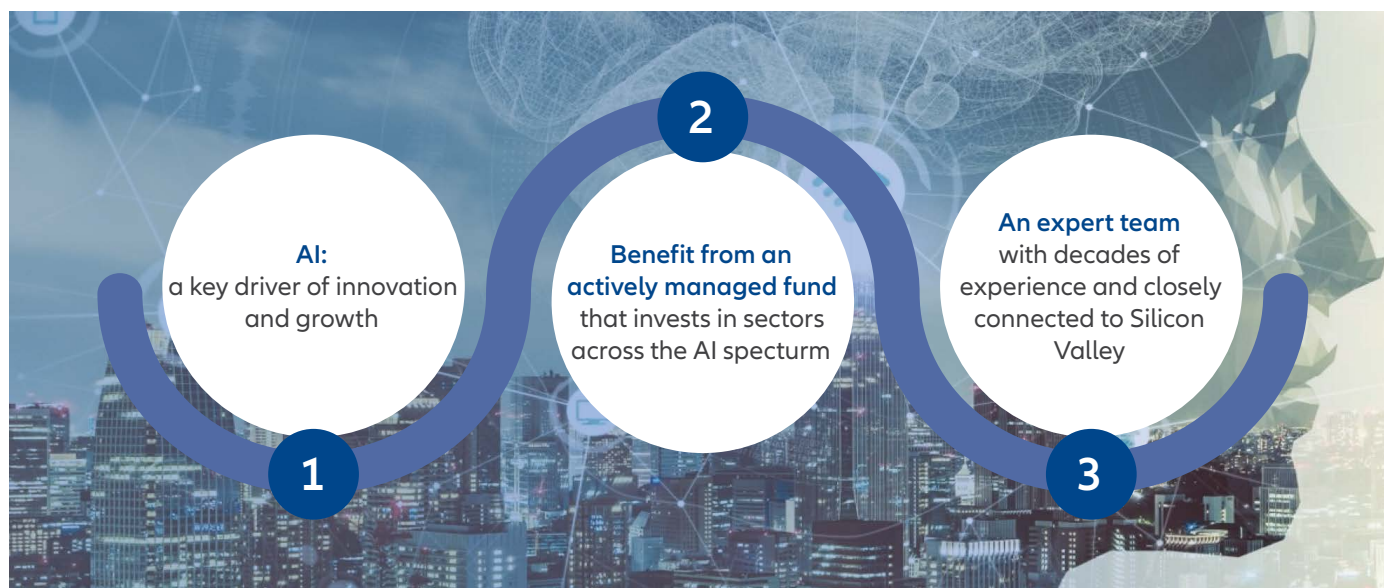 1
AI:
a key driver of innovation
and growth
2
Benefit from an
actively managed fund
that invests in sectors
across the AI specturm
3
An expert team
with decades of
experience and closely
connected to Silicon
Valley